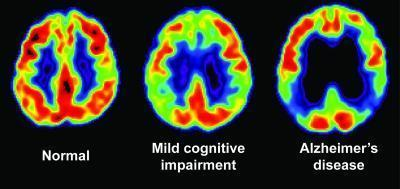 Normal
Mild cognitive
impairment
Alzheimer's
disease